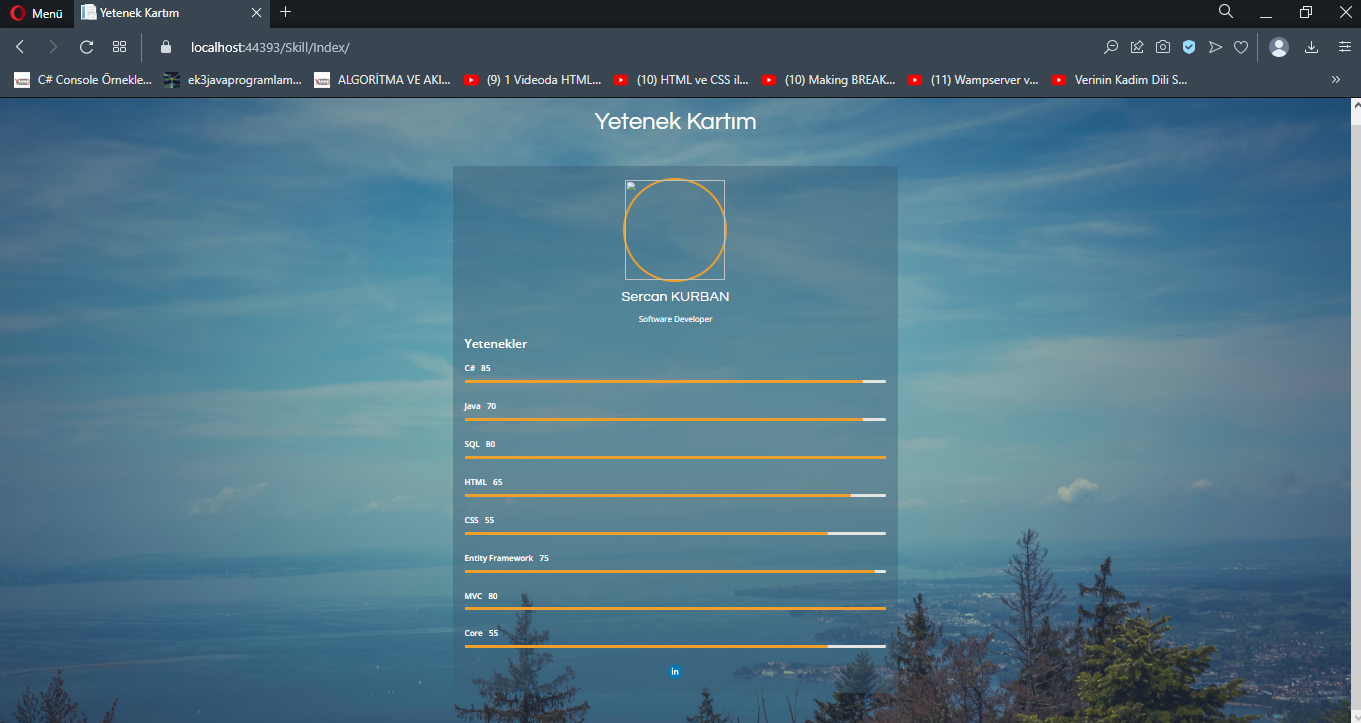 Menü
Yetenek Kartım
localhost:44393/Skill/Index/
C# Console Örnekle...
ek3javaprogramlam...
ALGORİTMA VE AKI...
(9) 1 Videoda HTML...
(10) HTML ve CSS il...
(10) Making BREAK...
(11) Wampserver v...
Verinin Kadim Dili S...
Yetenek Kartım
Sercan KURBAN
Software Developer
Yetenekler
C# 85
Java 70
SQL 80
HTML 65
CSS 55
Entity Framework 75
MVC 80
Core 55
in